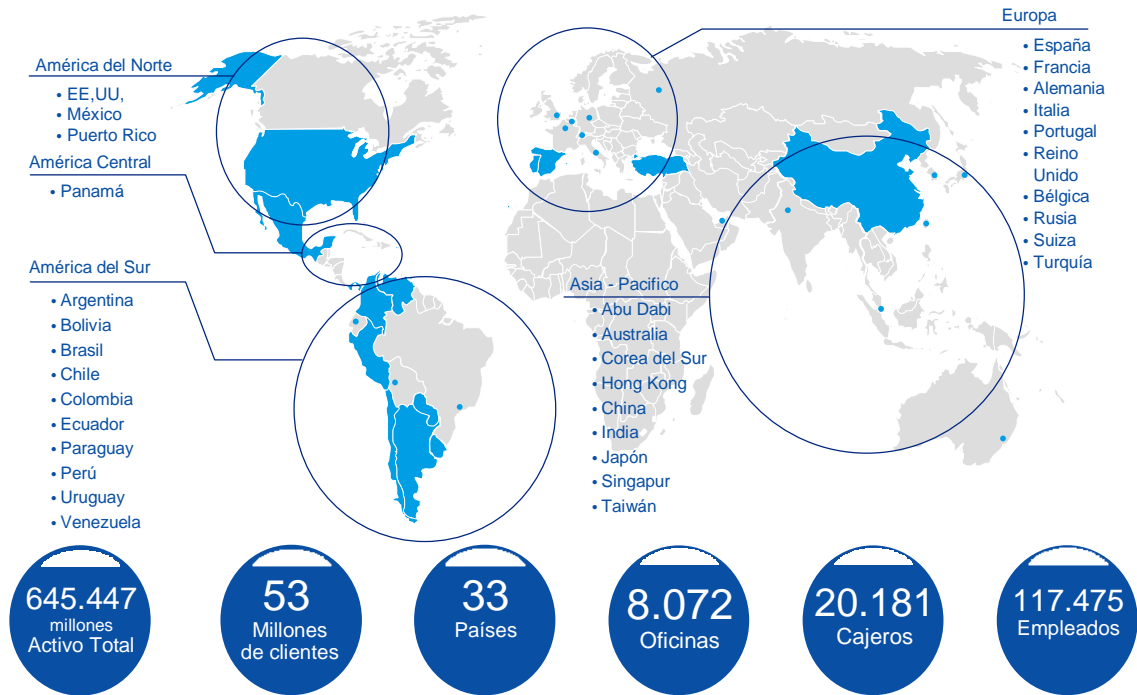 América del Norte
• EE,UU,
• México
• Puerto Rico
América Central
• Panamá
América del Sur
• Argentina
• Bolivia
• Brasil
• Chile
• Colombia
• Ecuador
• Paraguay
• Perú
• Uruguay
• Venezuela
Europa
• España
• Francia
• Alemania
• Italia
• Portugal
• Reino
Unido
• Bélgica
• Rusia
• Suiza
• Turquía
Asia - Pacifico
• Abu Dabi
• Australia
• Corea del Sur
• Hong Kong
• China
• India
• Japón
• Singapur
• Taiwán
645.447
millones
Activo Total
53
Millones
de clientes
33
Países
8.072
Oficinas
20.181
Cajeros
117.475
Empleados